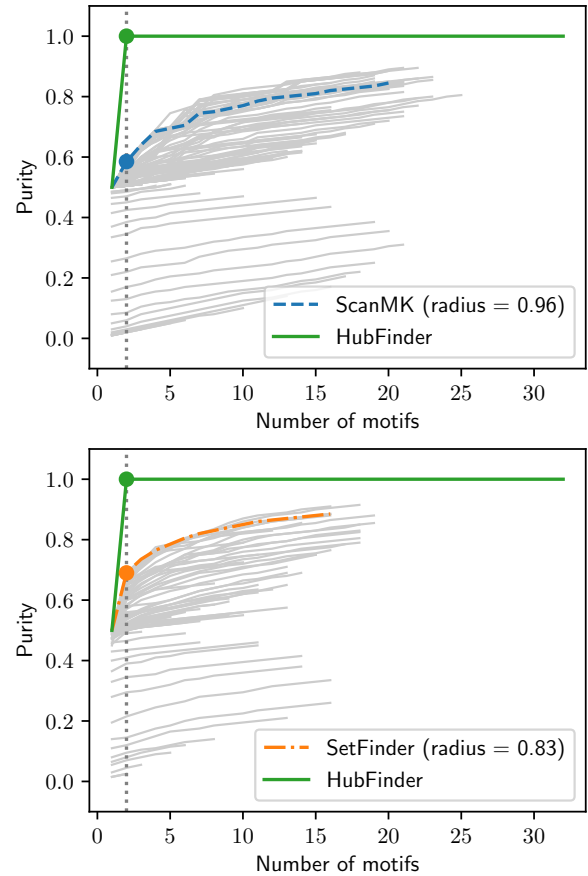 1.0
0.8
0.6
0.4
0.2
0.0
Purity
ScanMK (radius = 0.96)
HubFinder
0 5 10 15 20 25 30
Number of motifs
1.0
0.8
0.6
0.4
0.2
0.0
Purity
SetFinder (radius = 0.83)
HubFinder
0 5 10 15 20 25 30
Number of motifs